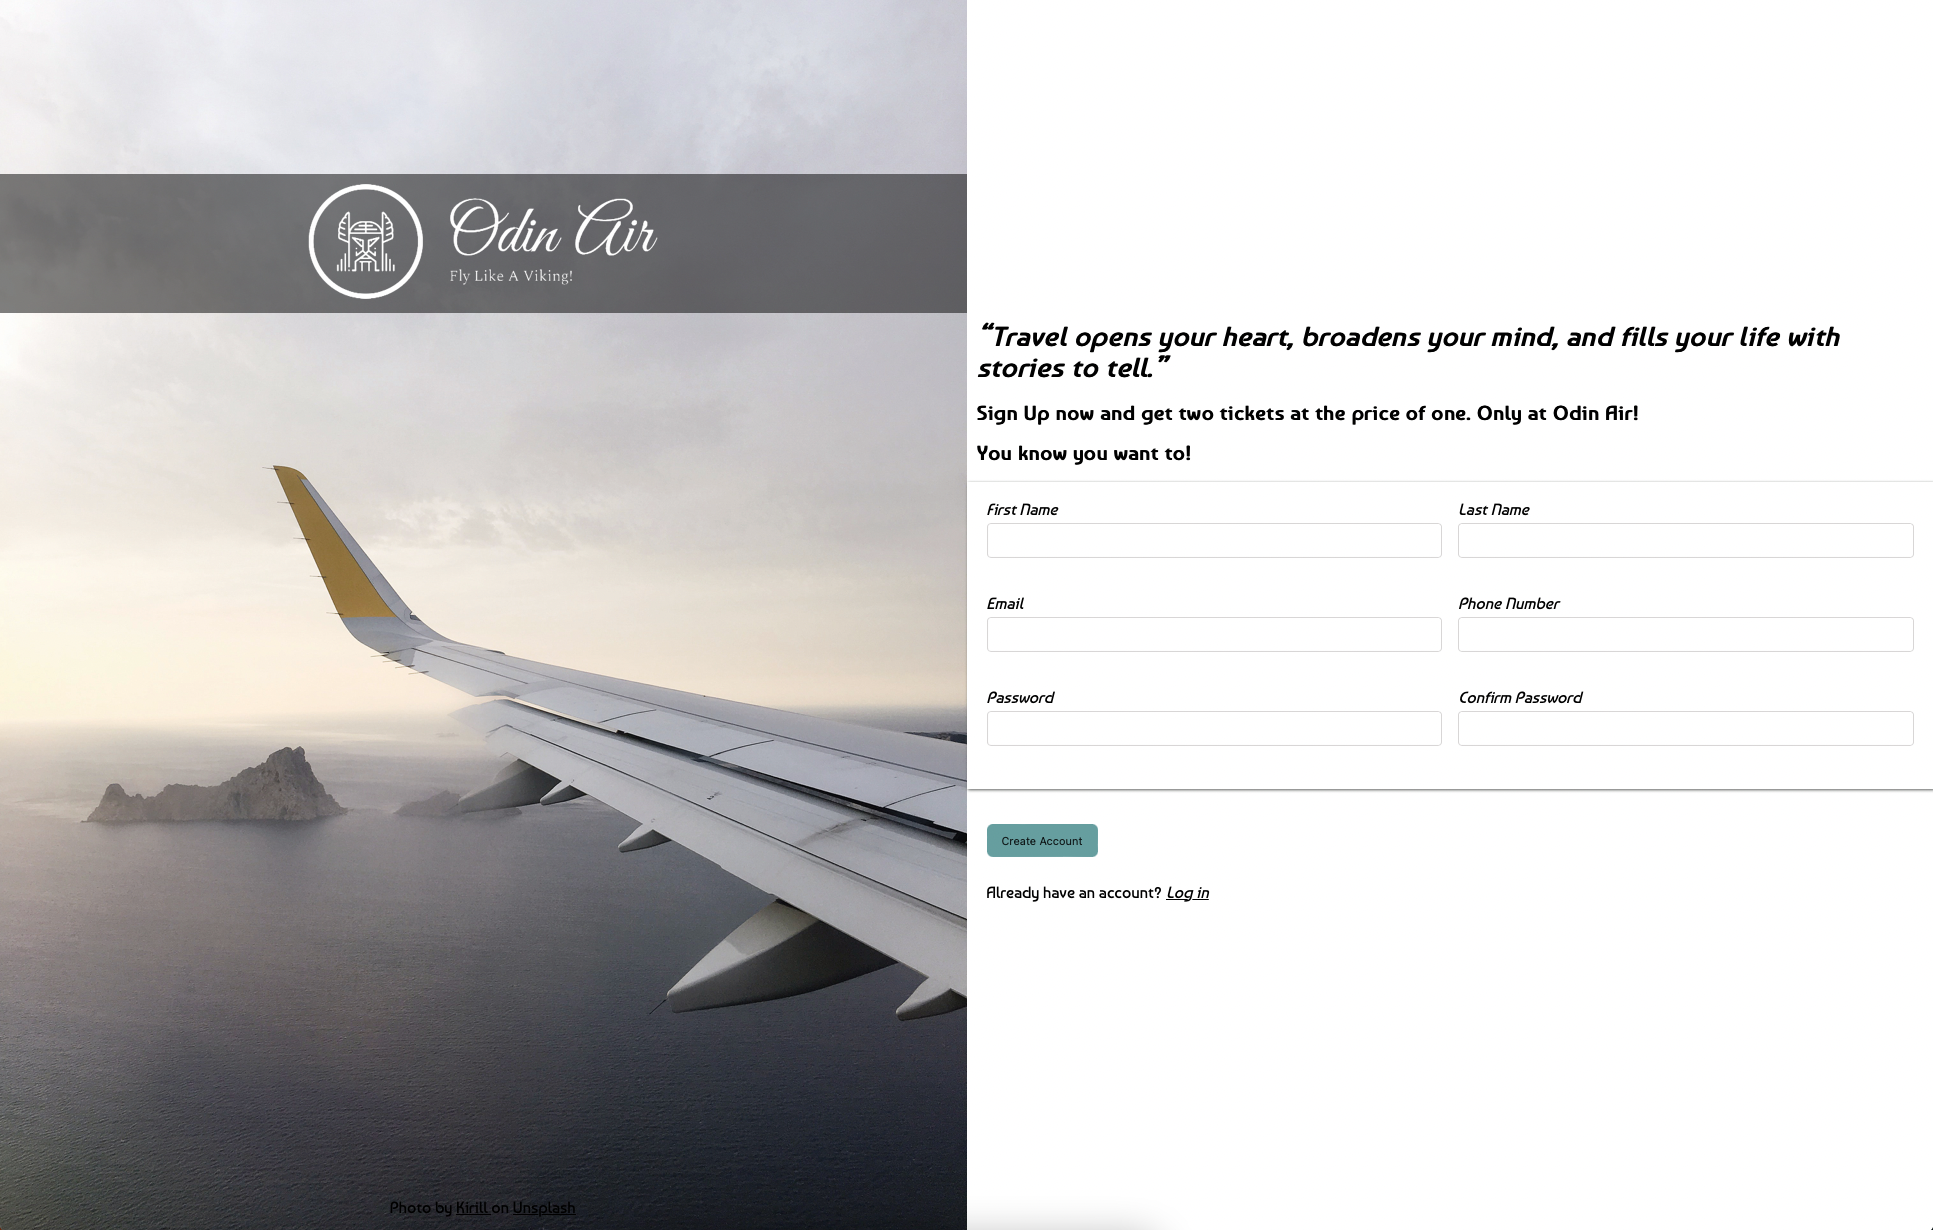 Odin Air
Fly Like A Viking!
“Travel opens your heart, broadens your mind, and fills your life with
stories to tell.”
Sign Up now and get two tickets at the price of one. Only at Odin Air!
You know you want to!
First Name
Last Name
Email
Phone Number
Password
Confirm Password
Create Account
Already have an account? Log in
Photo by Kirill on Unsplash